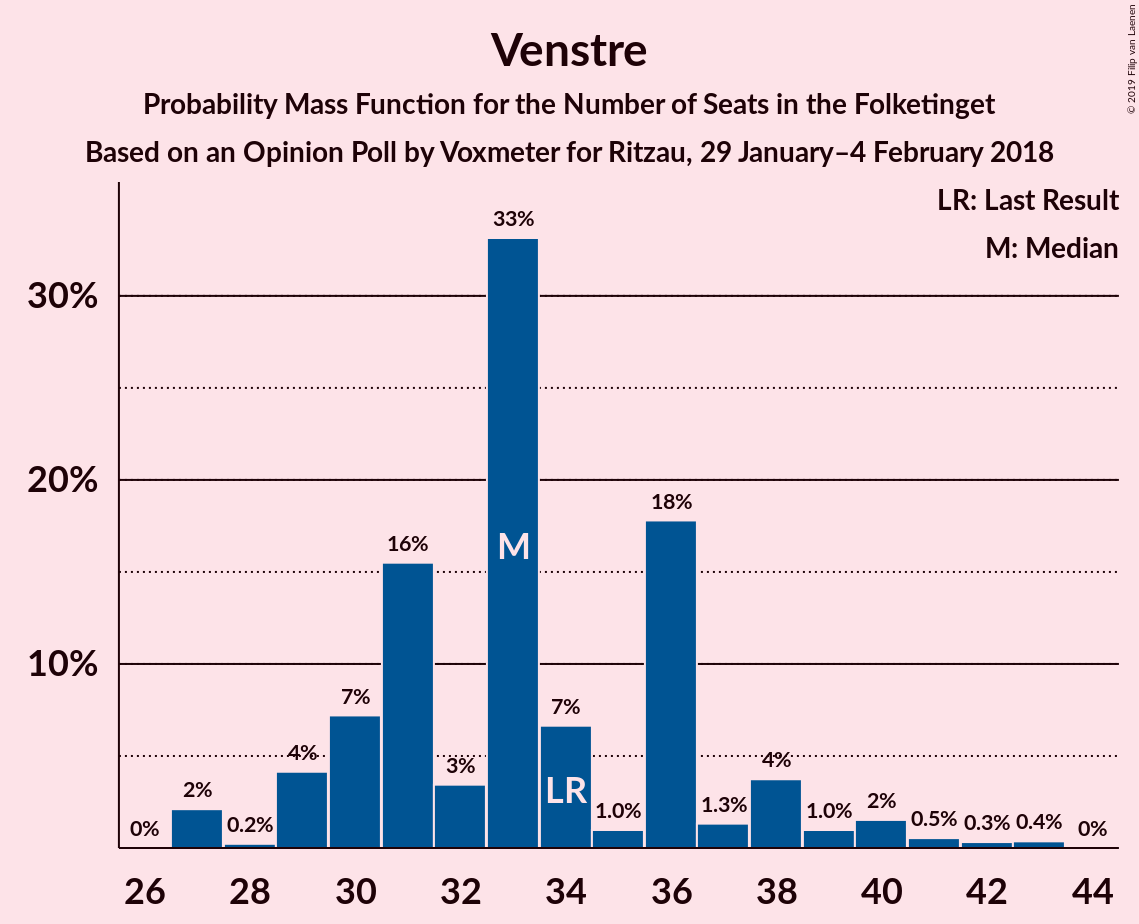 Venstre
Probability Mass Function for the Number of Seats in the Folketinget
Based on an Opinion Poll by Voxmeter for Ritzau, 29 January–4 February 2018
© 2019 Filip van Laenen
LR: Last Result
M: Median
30%
20%
10%
0%
2%
0.2%
4%
7%
16%
3%
33%
M
7%
LR
1.0%
18%
1.3%
4%
1.0%
2%
0.5%
0.3%
0.4%
0%
26 28 30 32 34 36 38 40 42 44